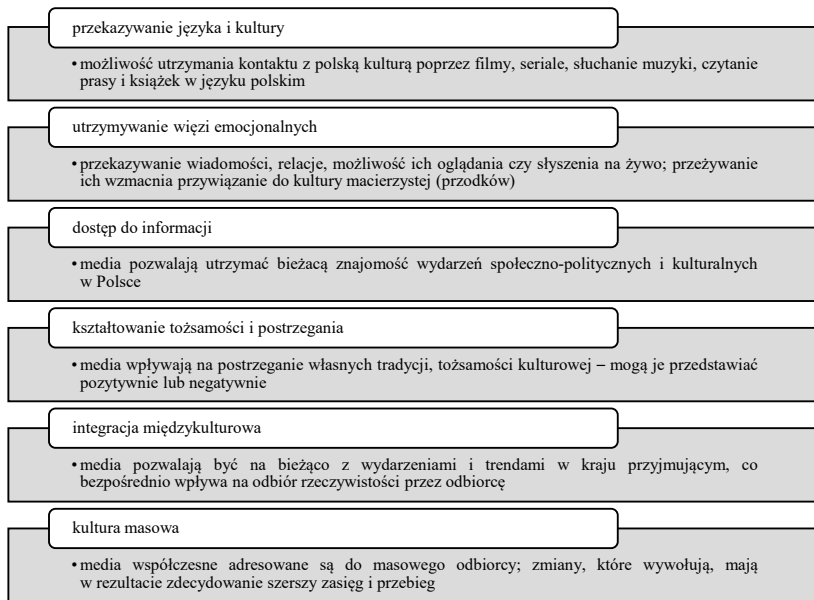 przekazywanie języka i kultury
• możliwość utrzymania kontaktu z polską kulturą poprzez filmy, seriale, słuchanie muzyki, czytanie
prasy i książek w języku polskim
utrzymywanie więzi emocjonalnych
• przekazywanie wiadomości, relacje, możliwość ich oglądania czy słyszenia na żywo; przeżywanie
ich wzmacnia przywiązanie do kultury macierzystej (przodków)
dostęp do informacji
• media pozwalają utrzymać bieżącą znajomość wydarzeń społeczno-politycznych i kulturalnych
w Polsce
kształtowanie tożsamości i postrzegania
• media wpływają na postrzeganie własnych tradycji, tożsamości kulturowej – mogą je przedstawiać
pozytywnie lub negatywnie
integracja międzykulturowa
• media pozwalają być na bieżąco z wydarzeniami i trendami w kraju przyjmującym, co
bezpośrednio wpływa na odbiór rzeczywistości przez odbiorcę
kultura masowa
• media współczesne adresowane są do masowego odbiorcy; zmiany, które wywołują, mają
w rezultacie zdecydowanie szerszy zasięg i przebieg